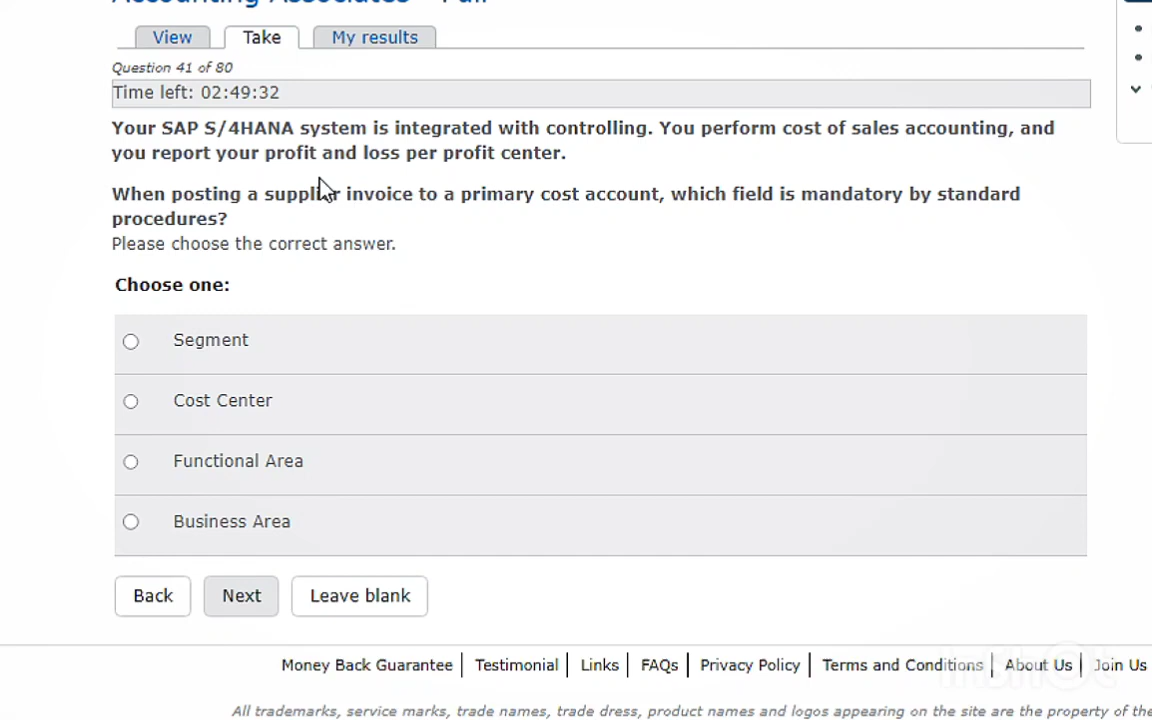 View
Take
My results
Question 41 of 80
Time left: 02:49:32
Your SAP S/4HANA system is integrated with controlling. You perform cost of sales accounting, and
you report your profit and loss per profit center.
When posting a supplier invoice to a primary cost account, which field is mandatory by standard
procedures?
Please choose the correct answer.
Choose one:
Segment
Cost Center
Functional Area
Business Area
Back
Next
Leave blank
Money Back Guarantee
Testimonial
Links
FAQs
Privacy Policy
Terms and Conditions
About Us
Join Us
InShot
All trademarks, service marks, trade names, trade dress, product names and logos appearing on the site are the property of the